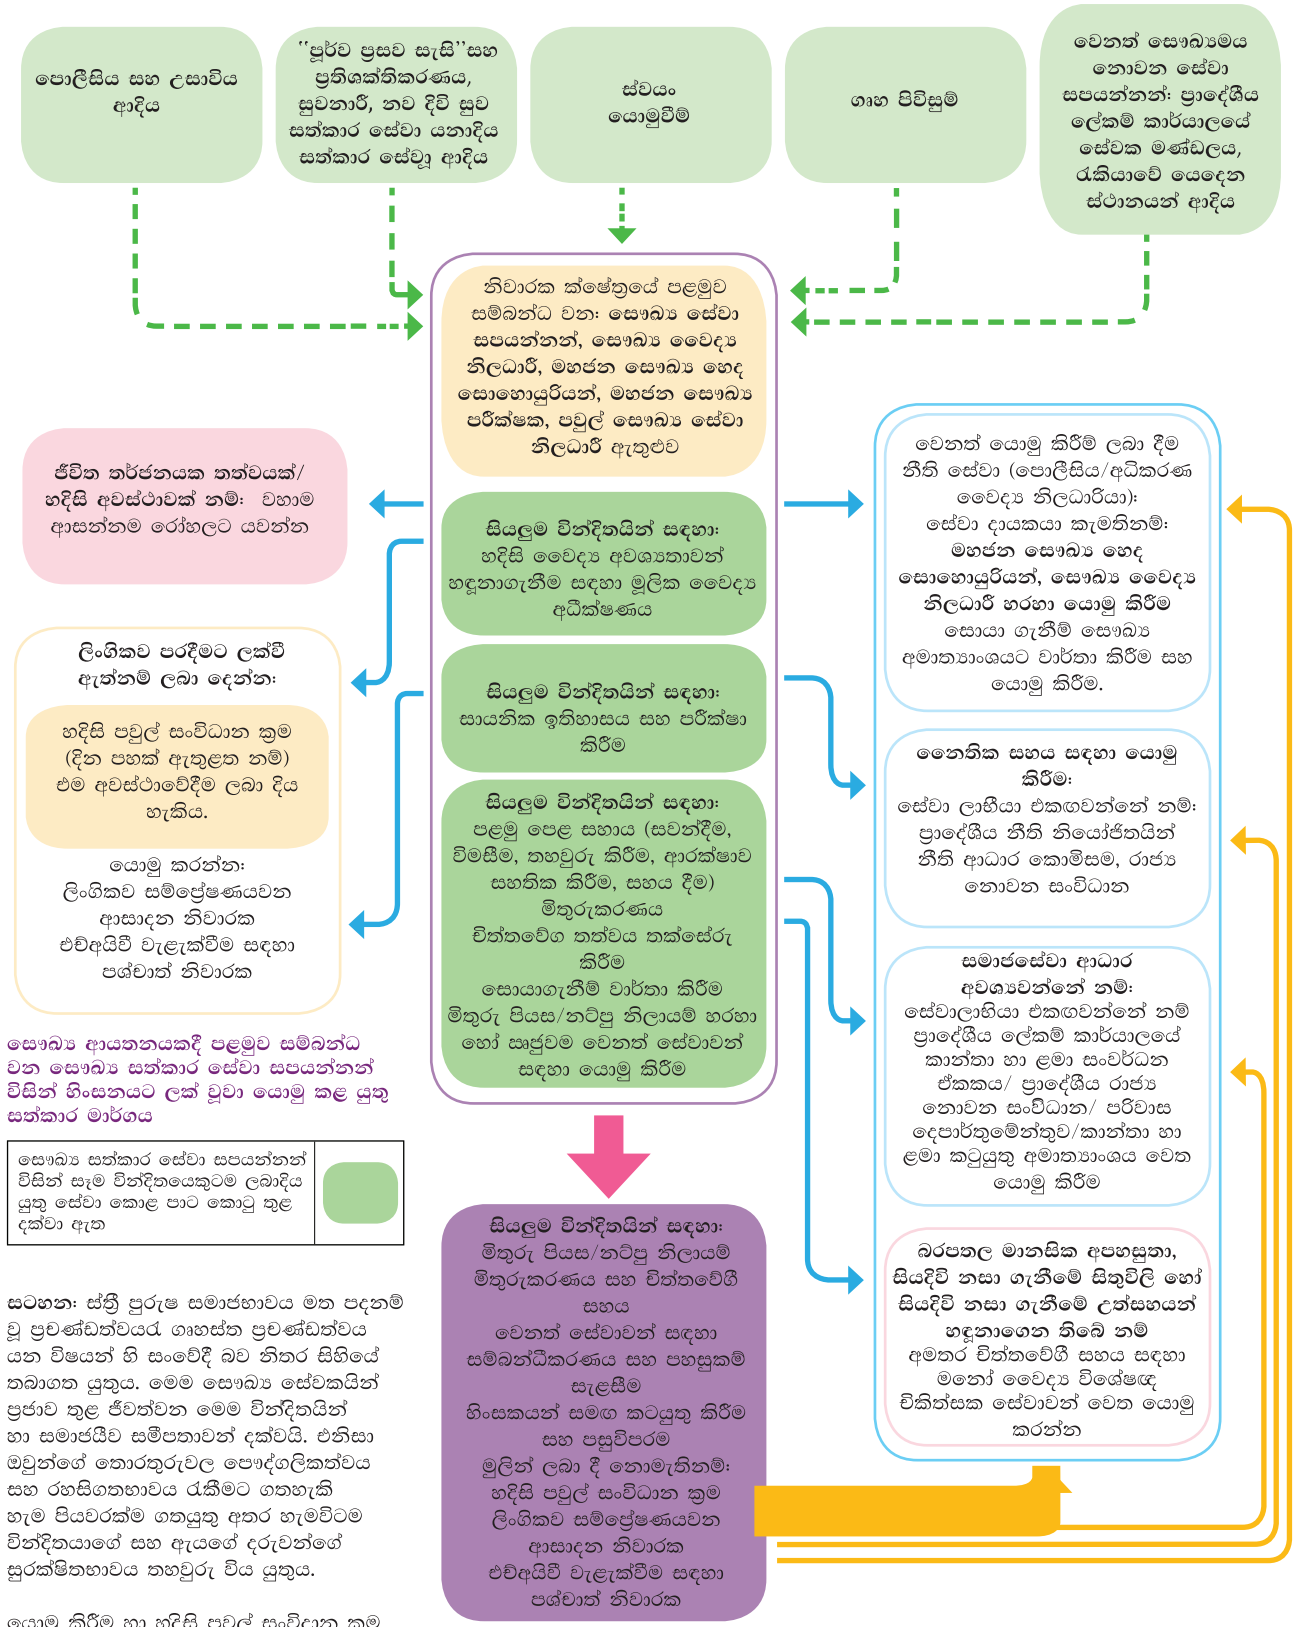 පොලීසිය සහ උසාවිය
ආදිය
‘‘පූර්ව ප්‍රසව සැසි’’සහ
ප්‍රතිශක්තිකරණය,
සුවනාරී, නව දිවි සුව
සත්කාර සේවා යනාදිය
සත්කාර සේවා ආදිය
ස්වයං
යොමුවීම්
ගෘහ පිවිසුම්
වෙනත් සෞඛ්‍යමය
නොවන සේවා
සපයන්නන්: ප්‍රාදේශීය
ලේකම් කාර්යාලයේ
සේවක මණ්ඩලය,
රැකියාවේ යෙදෙන
ස්ථානයන් ආදිය
නිවාරක ක්ෂේත්‍රයේ පළමුව
සම්බන්ධ වන: සෞඛ්‍ය සේවා
සපයන්නන්, සෞඛ්‍ය වෛද්‍ය
නිලධාරී, මහජන සෞඛ්‍ය හෙද
සොහොයුරියන්, මහජන සෞඛ්‍ය
පරීක්ෂක, පවුල් සෞඛ්‍ය සේවා
නිලධාරී ඇතුළුව
සියලුම වින්දිතයින් සඳහා:
හදිසි වෛද්‍ය අවශ්‍යතාවන්
හඳුනාගැනීම සඳහා මූලික වෛද්‍ය
අධීක්ෂණය
සියලුම වින්දිතයින් සඳහා:
සායනික ඉතිහාසය සහ පරීක්ෂා
කිරීම
සියලුම වින්දිතයින් සඳහා:
පළමු පෙළ සහාය (සවන්දීම,
විමසීම, තහවුරු කිරීම, ආරක්ෂාව
සහතික කිරීම, සහය දීම)
මිතුරුකරණය
චිත්තවේග තත්වය තක්සේරු
කිරීම
සොයාගැනීම් වාර්තා කිරීම
මිතුරු පියස/නට්පු නිලායම් හරහා
හෝ ඍජුවම වෙනත් සේවාවන්
සඳහා යොමු කිරීම
ජීවිත තර්ජනයක තත්වයක්/
හදිසි අවස්ථාවක් නම්: වහාම
ආසන්නම රෝහලට යවන්න
ලිංගිකව පරදීමට ලක්වී
ඇත්නම් ලබා දෙන්න:
හදිසි පවුල් සංවිධාන ක්‍රම
(දින පහක් ඇතුළත නම්)
එම අවස්ථාවේදීම ලබා දිය
හැකිය.
යොමු කරන්න:
ලිංගිකව සම්ප්‍රේෂණයවන
ආසාදන නිවාරක
එච්අයිවී වැළැක්වීම සඳහා
පශ්චාත් නිවාරක
සෞඛ්‍ය ආයතනයකදී පළමුව සම්බන්ධ
වන සෞඛ්‍ය සත්කාර සේවා සපයන්නන්
විසින් හිංසනයට ලක් වූවා යොමු කළ යුතු
සත්කාර මාර්ගය
සෞඛ්‍ය සත්කාර සේවා සපයන්නන්
විසින් සෑම වින්දිතයෙකුටම ලබාදිය
යුතු සේවා කොළ පාට කොටු තුළ
දක්වා ඇත
සටහන: ස්ත්‍රී පුරුෂ සමාජභාවය මත පදනම්
වූ ප්‍රචණ්ඩත්වයරැ ගෘහස්ත ප්‍රචණ්ඩත්වය
යන විෂයන් හි සංවේදී බව නිතර සිහියේ
තබාගත යුතුය. මෙම සෞඛ්‍ය සේවකයින්
ප්‍රජාව තුළ ජීවත්වන මෙම වින්දිතයින්
හා සමාජයීව සමීපතාවන් දක්වයි. එනිසා
ඔවුන්ගේ තොරතුරුවල පෞද්ගලිකත්වය
සහ රහසිගතභාවය රැකීමට ගතහැකි
හැම පියවරක්ම ගතයුතු අතර හැමවිටම
වින්දිතයාගේ සහ ඇයගේ දරුවන්ගේ
සුරක්ෂිතභාවය තහවුරු විය යුතුය.
යොමු කිරීම හා හදිසි පවුල් සංවිදාන ක්‍රම
සියලුම වින්දිතයින් සඳහා:
මිතුරු පියස/නට්පු නිලායම්
මිතුරුකරණය සහ චිත්තවේගී
සහය
වෙනත් සේවාවන් සඳහා
සම්බන්ධීකරණය සහ පහසුකම්
සැළසීම
හිංසකයන් සමඟ කටයුතු කිරීම
සහ පසුවිපරම
මුලින් ලබා දී නොමැතිනම්:
හදිසි පවුල් සංවිධාන ක්‍රම
ලිංගිකව සම්ප්‍රේෂණයවන
ආසාදන නිවාරක
එච්අයිවී වැළැක්වීම සඳහා
පශ්චාත් නිවාරක
වෙනත් යොමු කිරීම් ලබා දීම
නීති සේවා (පොලීසිය/අධිකරණ
වෛද්‍ය නිලධාරියා):
සේවා දායකයා කැමතිනම්:
මහජන සෞඛ්‍ය හෙද
සොහොයුරියන්, සෞඛ්‍ය වෛද්‍ය
නිලධාරී හරහා යොමු කිරීම
සොයා ගැනීම් සෞඛ්‍ය
අමාත්‍යාංශයට වාර්තා කිරීම සහ
යොමු කිරීම.
නෛතික සහය සඳහා යොමු
කිරීම:
සේවා ලාභියා එකඟවන්නේ නම්:
ප්‍රාදේශීය නීති නියෝජිතයින්
නීති ආධාර කොමිසම, රාජ්‍ය
නොවන සංවිධාන
සමාජසේවා ආධාර
අවශ්‍යවන්නේ නම්:
සේවාලාභියා එකඟවන්නේ නම්
ප්‍රාදේශීය ලේකම් කාර්යාලයේ
කාන්තා හා ළමා සංවර්ධන
ඒකකය/ ප්‍රාදේශීය රාජ්‍ය
නොවන සංවිධාන/ පරිවාස
දෙපාර්තුමේන්තුව/කාන්තා හා
ළමා කටුයුතු අමාත්‍යාංශය වෙත
යොමු කිරීම
බරපතල මානසික අපහසුතා,
සියදිවි නසා ගැනීමේ සිතුවිලි හෝ
සියදිවි නසා ගැනීමේ උත්සහයන්
හඳුනාගෙන තිබේ නම්
අමතර චිත්තවේගී සහය සඳහා
මනෝ වෛද්‍ය විශේෂඥ
චිකිත්සක සේවාවන් වෙත යොමු
කරන්න